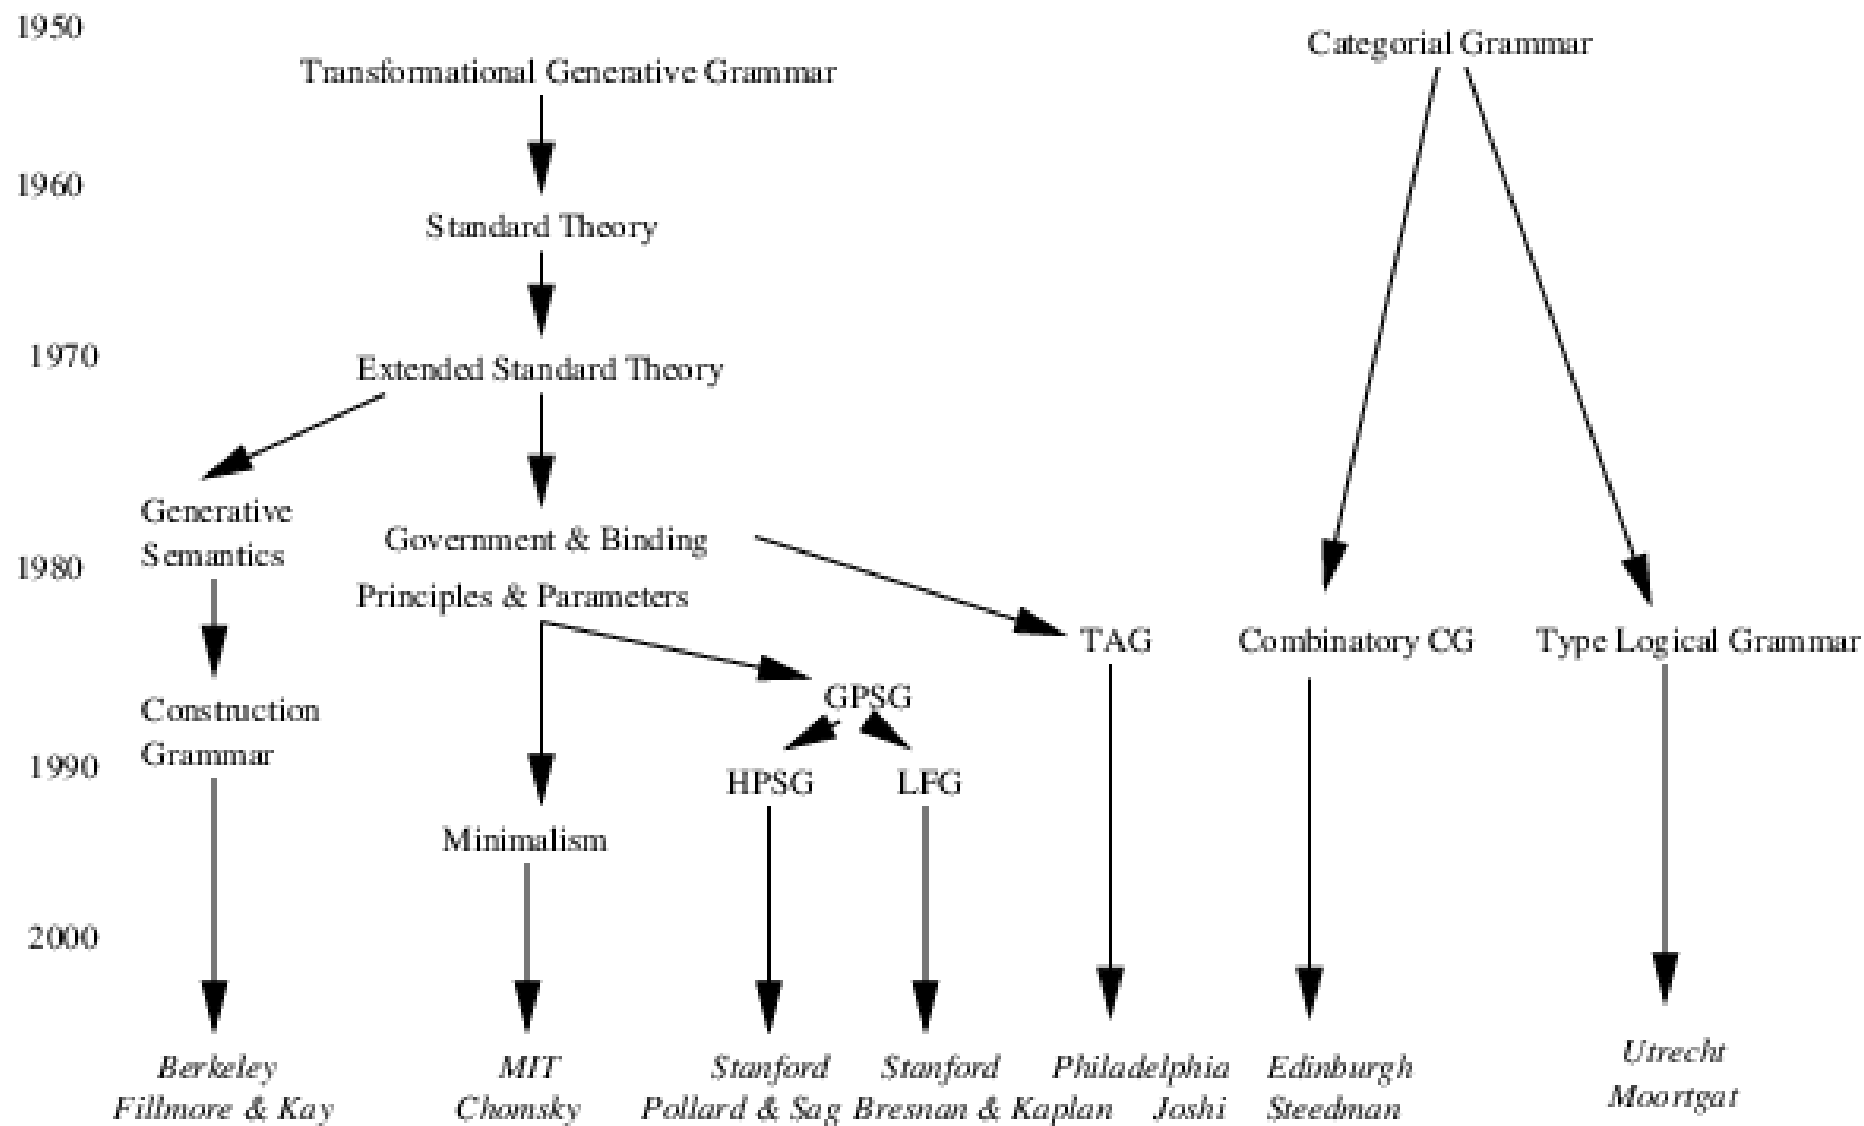 1950
Categorial Grammar
Transformational Generative Grammar
1960
Standard Theory
1970
Extended Standard Theory
Generative
Semantics
Government & Binding
1980
Principles & Parameters
TAG
Combinatory CG
Type Logical Grammar
GPSG
Construction
Grammar
1990
HPSG
LFG
Minimalism
2000
Berkeley
Fillmore & Kay
MIT
Chomsky
Stanford
Pollard & Sag
Stanford
Bresnan & Kaplan
Philadelphia
Joshi
Edinburgh
Steedman
Utrecht
Moortgat